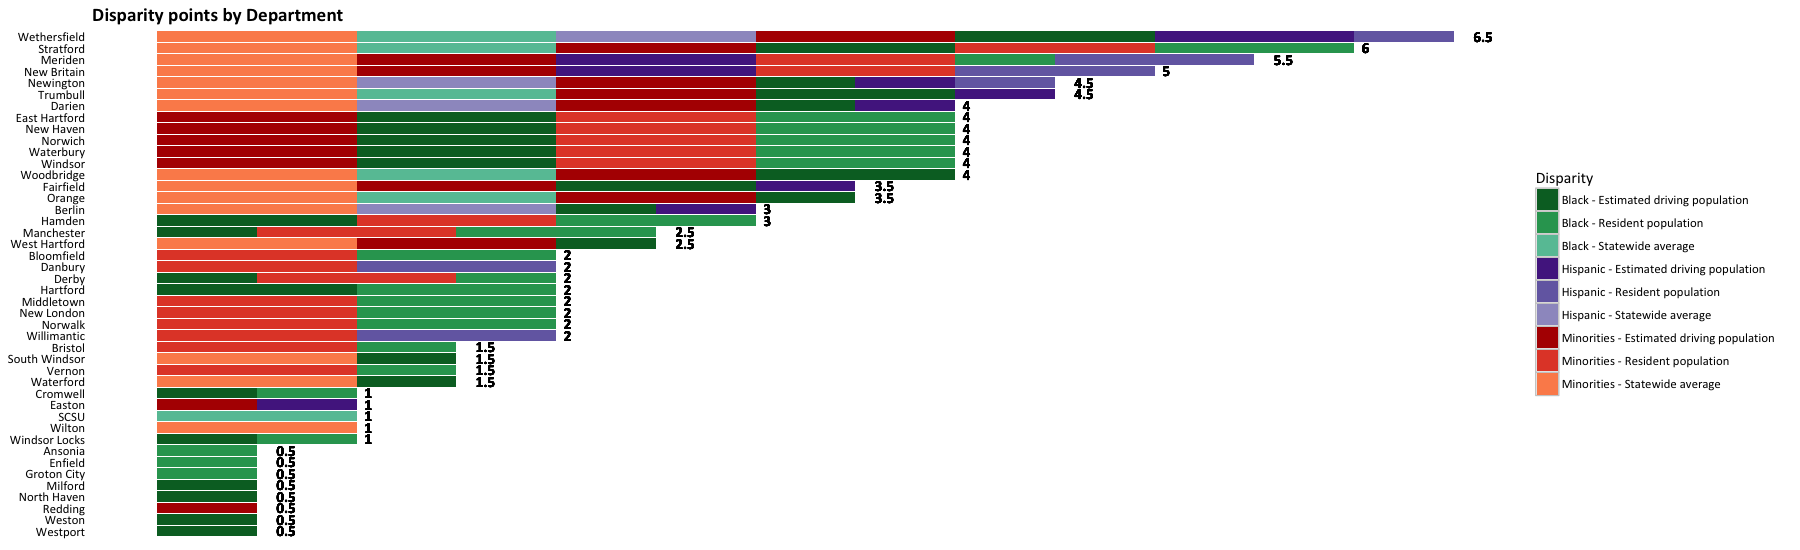 Disparity points by Department
Wethersfield 6.5
Stratford 6
Meriden 5.5
New Britain 5
Newington 4.5
Trumbull 4.5
Darien 4
East Hartford 4
New Haven 4
Norwich 4
Waterbury 4
Windsor 4
Woodbridge 4
Fairfield 3.5
Orange 3.5
Berlin 3
Hamden 3
Manchester 2.5
West Hartford 2.5
Bloomfield 2
Danbury 2
Derby 2
Hartford 2
Middletown 2
New London 2
Norwalk 2
Willimantic 2
Bristol 1.5
South Windsor 1.5
Vernon 1.5
Waterford 1.5
Cromwell 1
Easton 1
SCSU 1
Wilton 1
Windsor Locks 1
Ansonia 0.5
Enfield 0.5
Groton City 0.5
Milford 0.5
North Haven 0.5
Redding 0.5
Weston 0.5
Westport 0.5
Disparity
Black - Estimated driving population
Black - Resident population
Black - Statewide average
Hispanic - Estimated driving population
Hispanic - Resident population
Hispanic - Statewide average
Minorities - Estimated driving population
Minorities - Resident population
Minorities - Statewide average